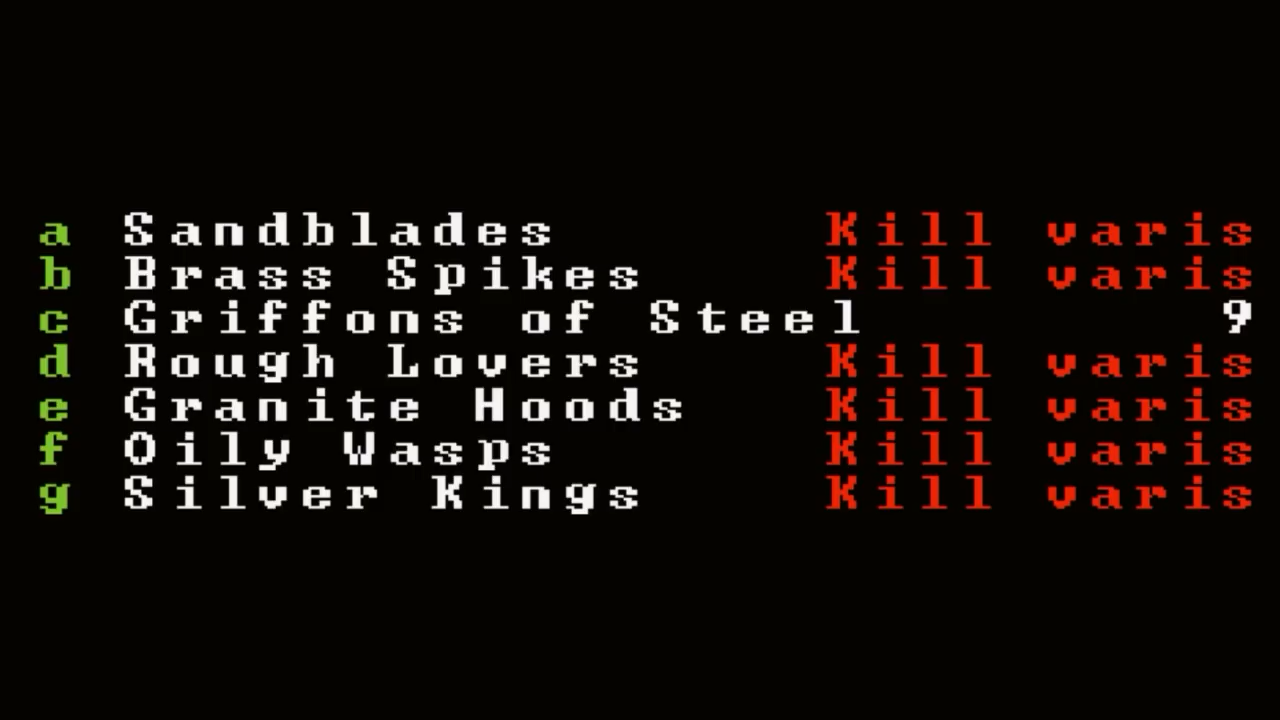 a Sandblades Kill varis
b Brass Spikes Kill varis
c Griffons of Steel 9
d Rough Lovers Kill varis
e Granite Hoods Kill varis
f Oily Wasps Kill varis
g Silver Kings Kill varis